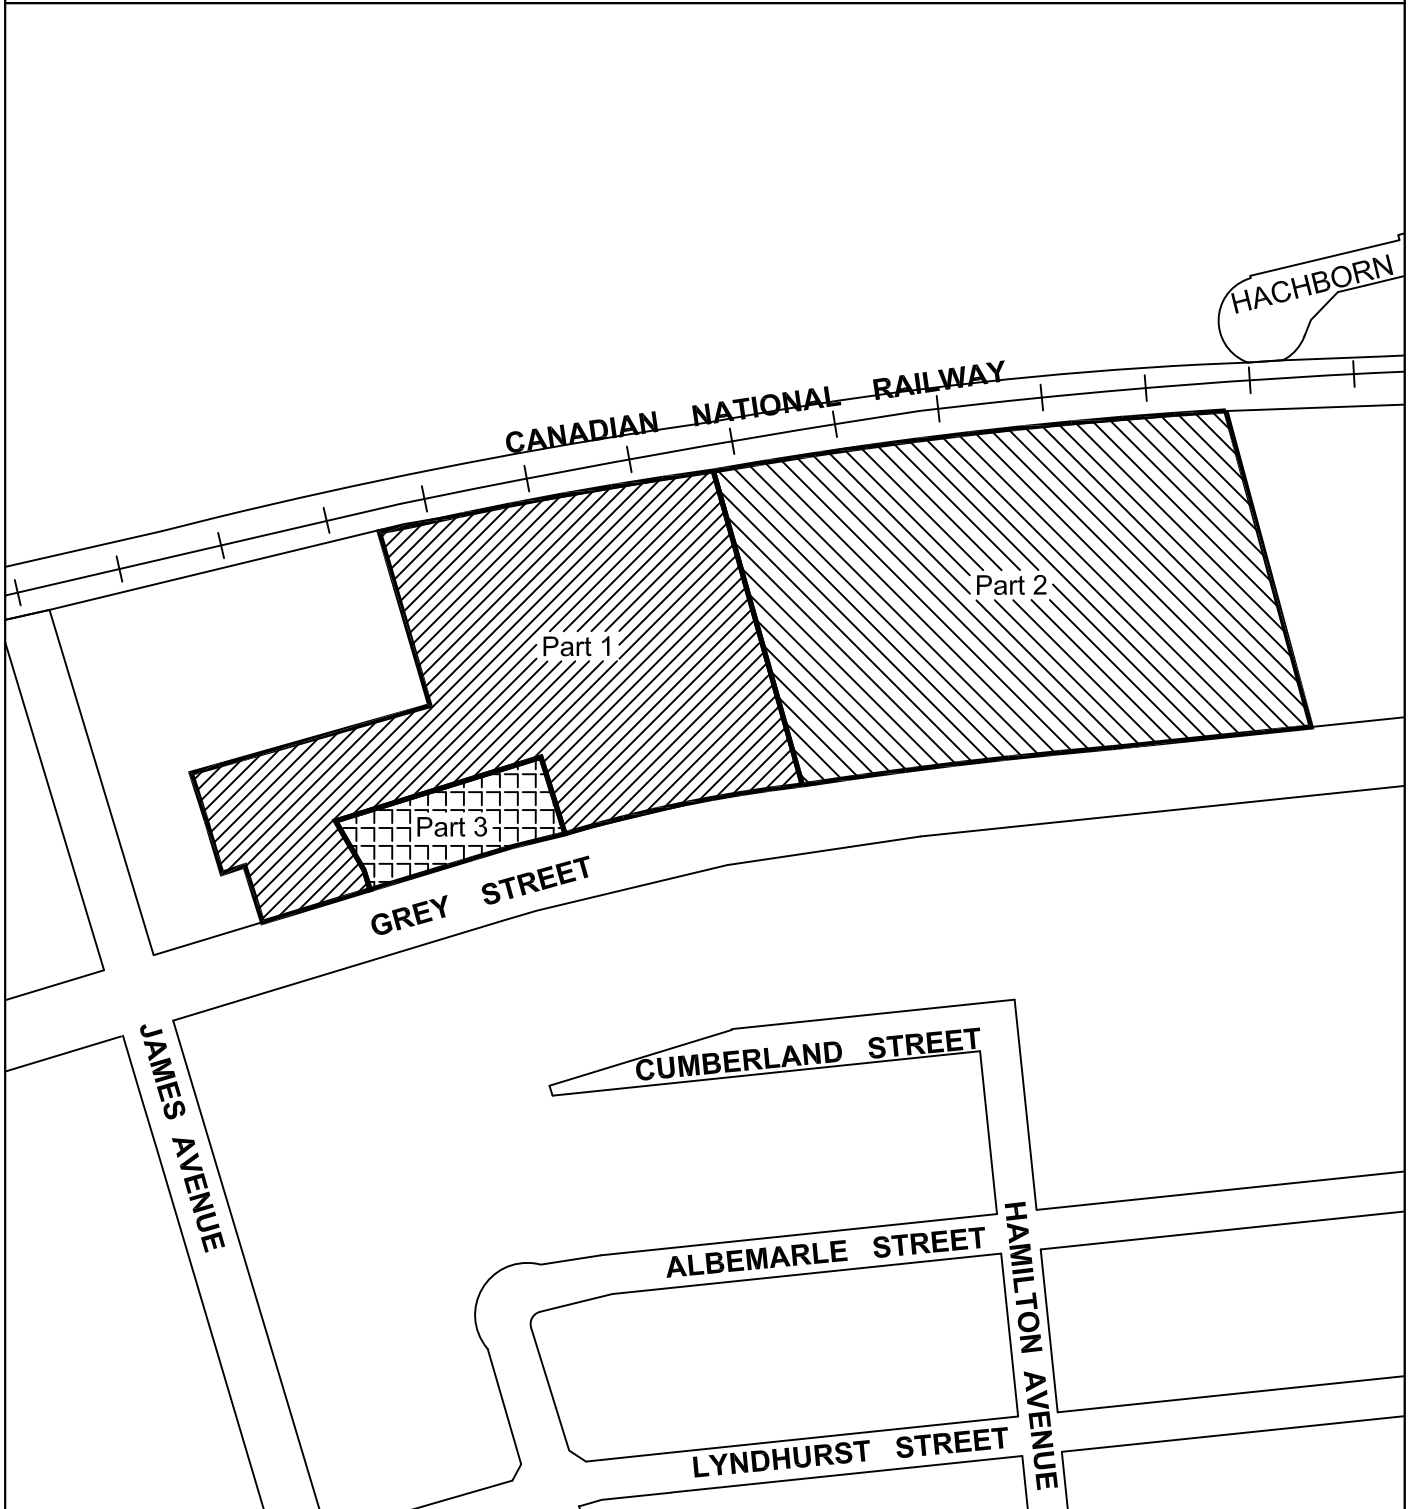 HACHBORN
CANADIAN NATIONAL RAILWAY
Part 2
Part 1
Part 3
GREY STREET
JAMES AVENUE
CUMBERLAND STREET
HAMILTON AVENUE
ALBEMARLE STREET
LYNDHURST STREET